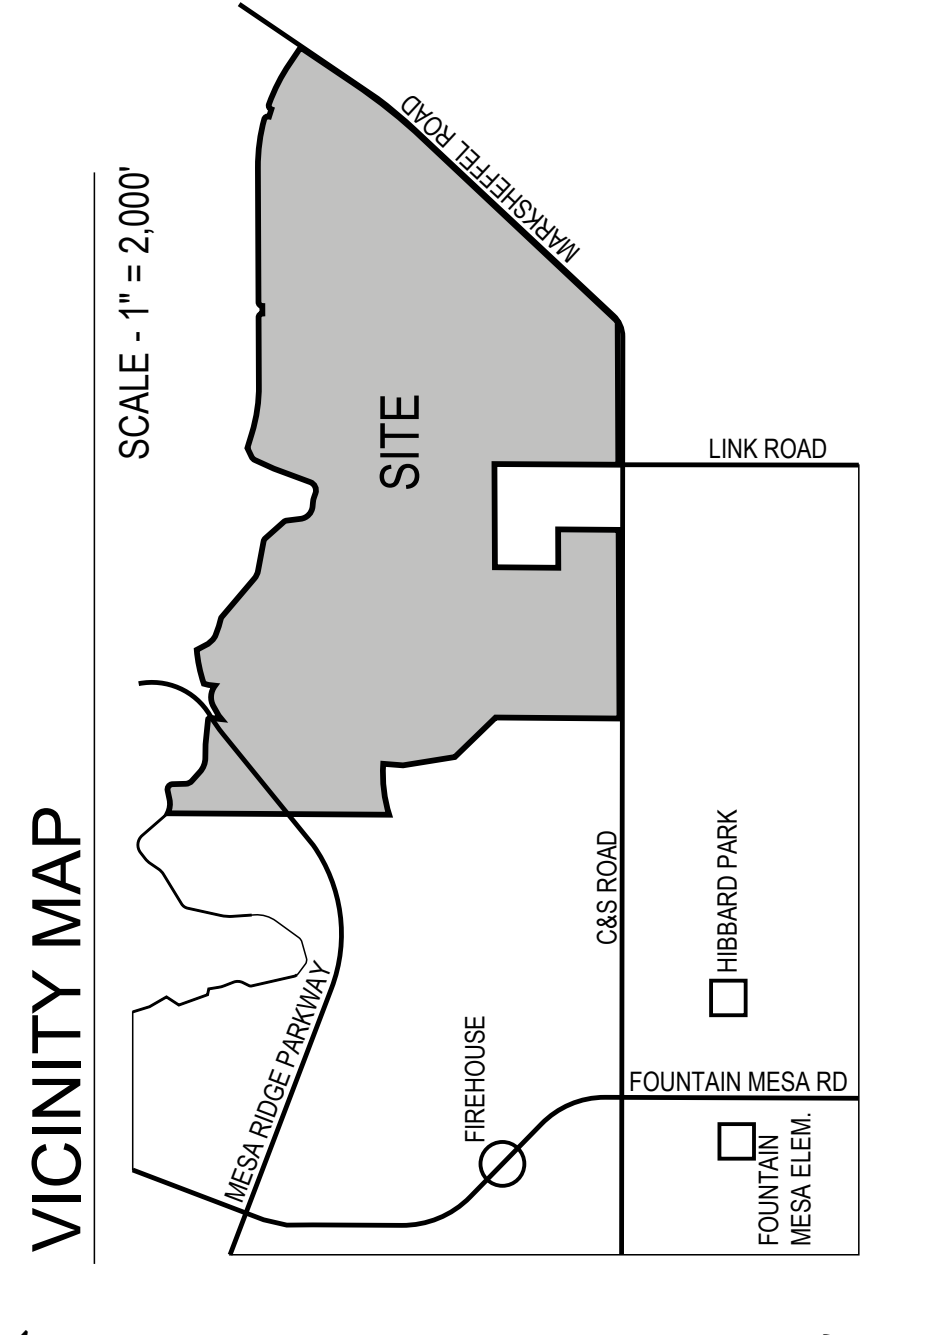 VICINITY MAP
SCALE - 1" = 2,000'
MARKSHEFFEL ROAD
SITE
LINK ROAD
MESA RIDGE PARKWAY
FIREHOUSE
C&S ROAD
HIBBARD PARK
FOUNTAIN MESA RD
FOUNTAIN
MESA ELEM.